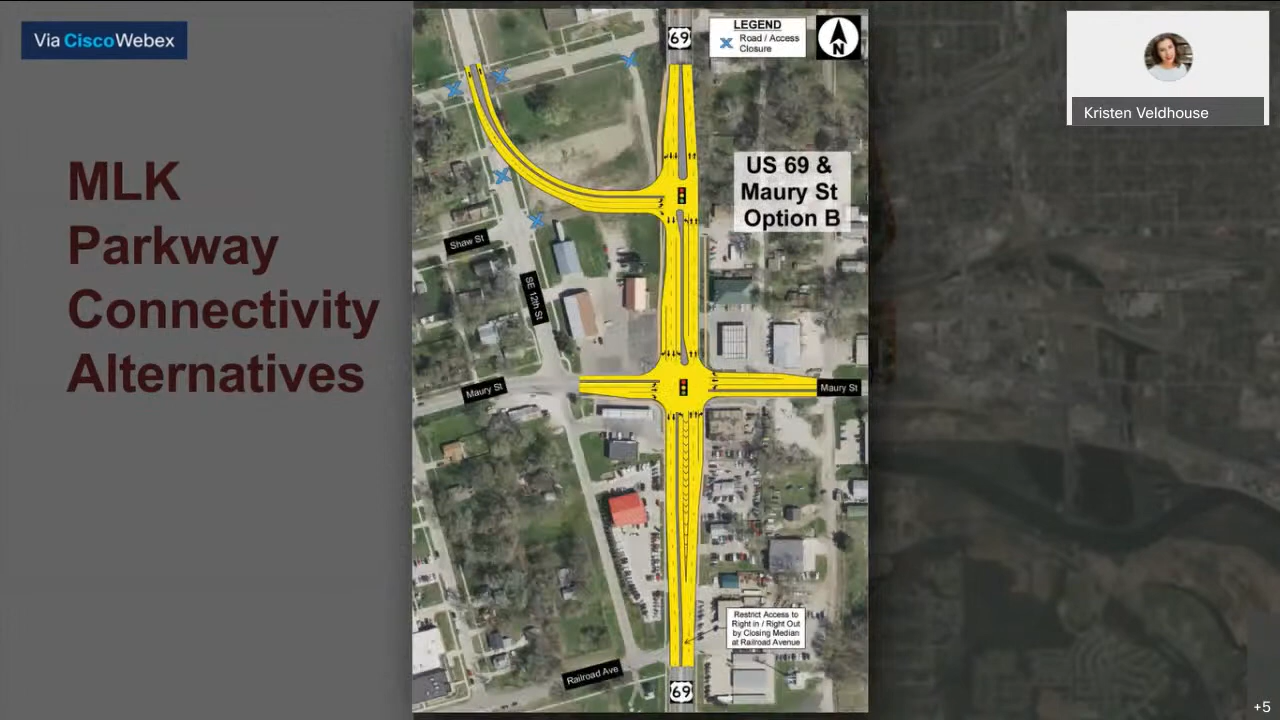 Via Cisco Webex
MLK
Parkway
Connectivity
Alternatives
69
LEGEND
Road / Access
Closure
N
US 69 &
Maury St
Option B
Shaw St
SE 12th St
Maury St
Maury St
Restrict Access to
Right in / Right Out
by Closing Median
at Railroad Avenue
Railroad Ave
69
Kristen Veldhouse
+5